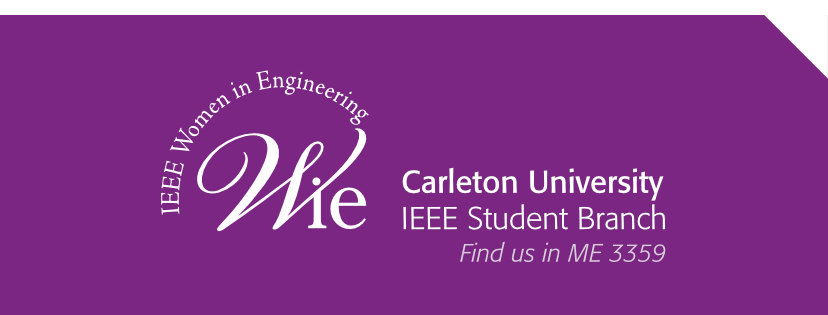 IEEE Women in Engineering
Wie
Carleton University
IEEE Student Branch
Find us in ME 3359